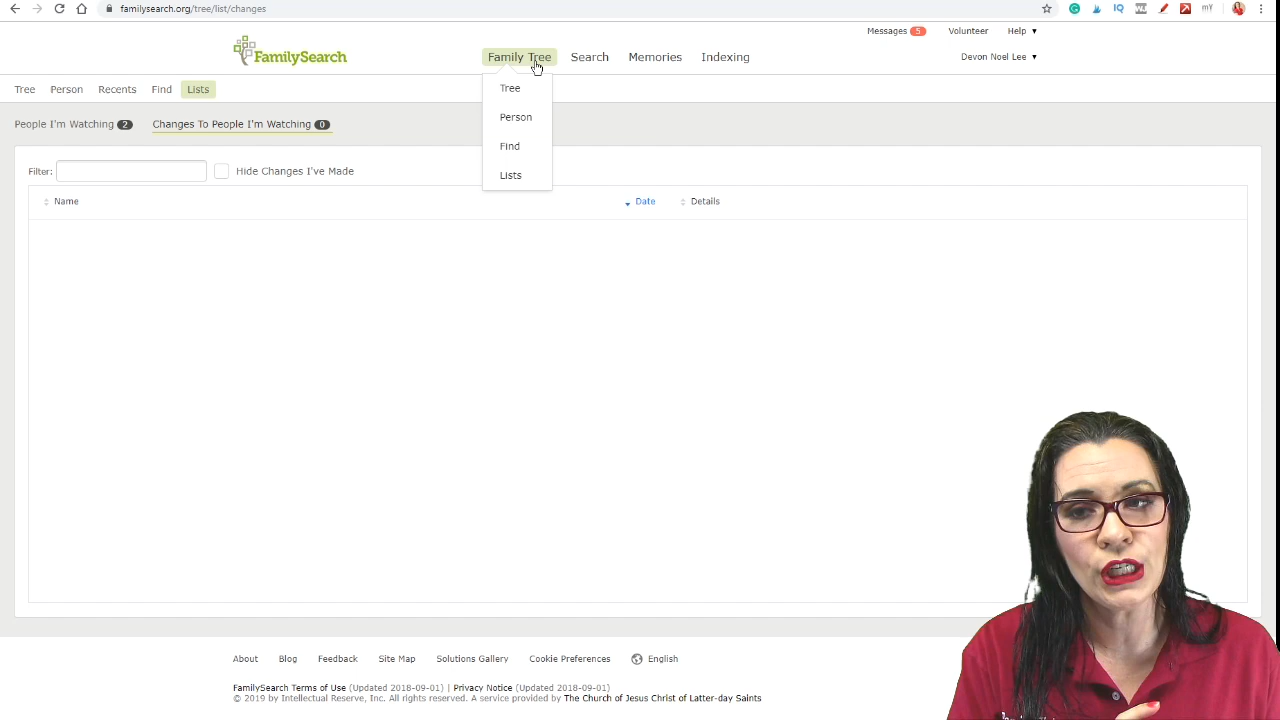 familysearch.org/tree/list/changes
Messages 5 Volunteer Help
FamilySearch
Family Tree Search Memories Indexing
Devon Noel Lee
Tree Person Recents Find Lists
Tree
Person
Find
Lists
People I'm Watching 2 Changes To People I'm Watching 0
Filter: Hide Changes I've Made
Name Date Details
About Blog Feedback Site Map Solutions Gallery Cookie Preferences English
FamilySearch Terms of Use (Updated 2018-09-01) | Privacy Notice (Updated 2018-09-01)
© 2019 by Intellectual Reserve, Inc. All rights reserved. A service provided by The Church of Jesus Christ of Latter-day Saints